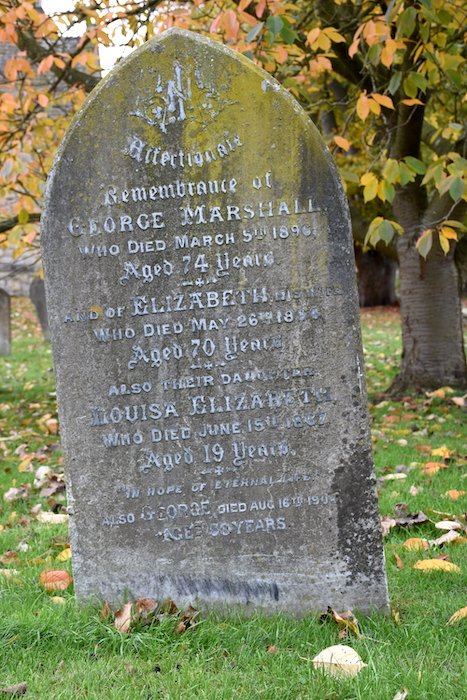 In
Affectionate
Remembrance of
GEORGE MARSHALL,
WHO DIED MARCH 5TH 1896,
Aged 74 Years
AND OF ELIZABETH, HIS WIFE
WHO DIED MAY 26TH
Aged 70 Years
ALSO THEIR DAUGHTER
LOUISA ELIZABETH,
WHO DIED JUNE 15TH 1887
Aged 19 Years.
IN HOPE OF ETERNAL LIFE
ALSO GEORGE, DIED AUG 16TH
AGED YEARS